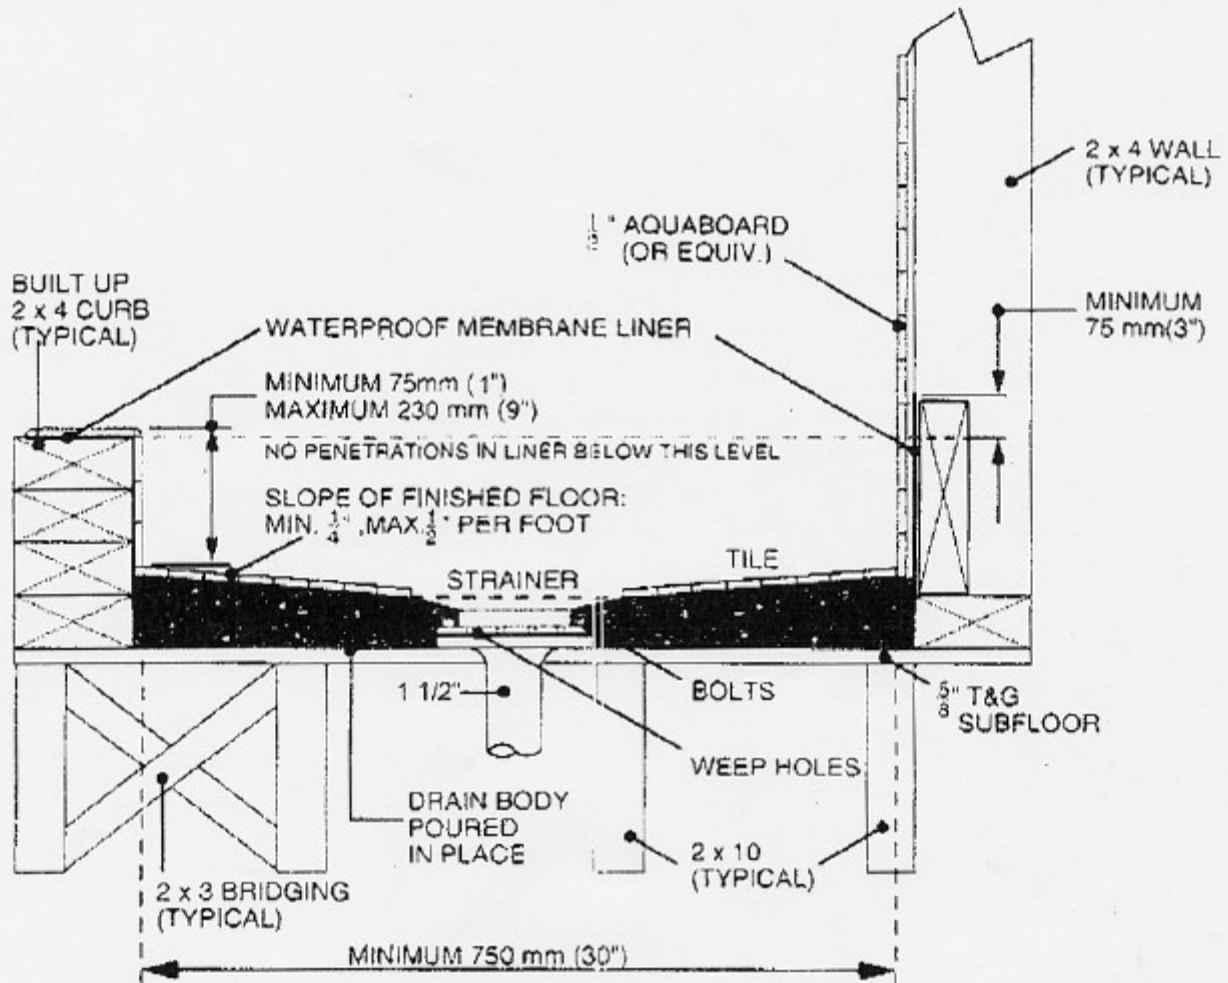 2 x 4 WALL
(TYPICAL)
1/2" AQUABOARD
(OR EQUIV.)
BUILT UP
2 x 4 CURB
(TYPICAL)
WATERPROOF MEMBRANE LINER
MINIMUM
75 mm(3")
MINIMUM 75mm (1")
MAXIMUM 230 mm (9")
NO PENETRATIONS IN LINER BELOW THIS LEVEL
SLOPE OF FINISHED FLOOR:
MIN. 1/4" ,MAX. 1/2" PER FOOT
STRAINER
TILE
1 1/2"
BOLTS
5/8" T&G
SUBFLOOR
WEEP HOLES
DRAIN BODY
POURED
IN PLACE
2 x 10
(TYPICAL)
2 x 3 BRIDGING
(TYPICAL)
MINIMUM 750 mm (30")